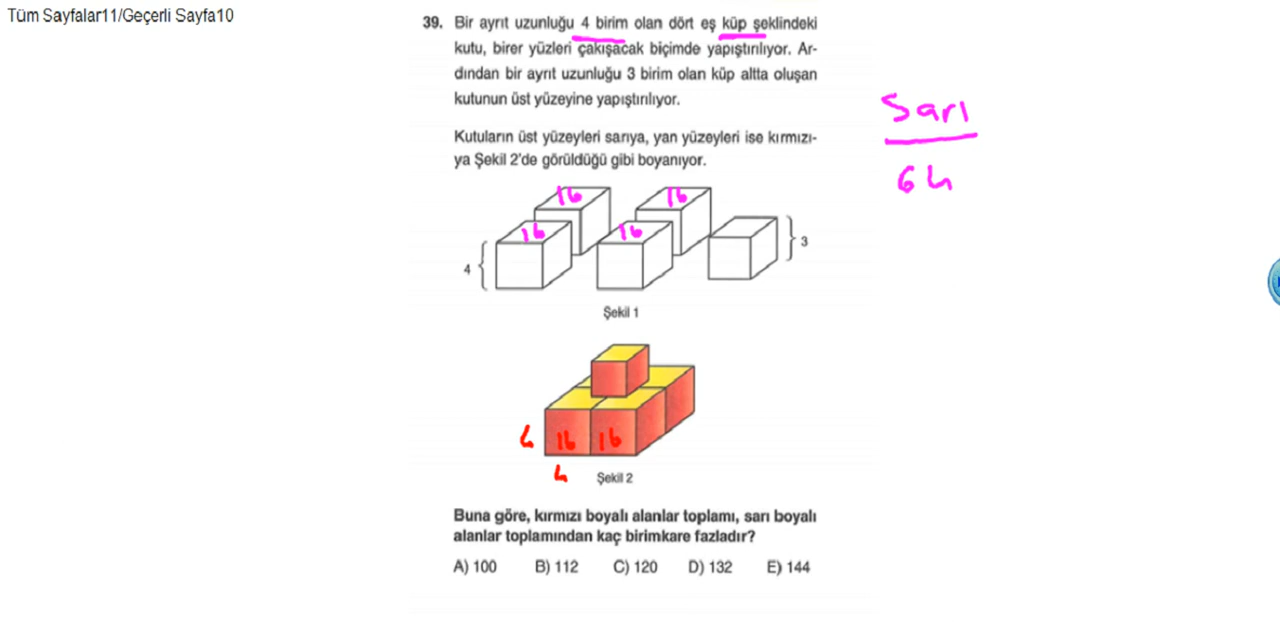 Tüm Sayfalar11/Geçerli Sayfa10
39. Bir ayrıt uzunluğu 4 birim olan dört eş küp şeklindeki
kutu, birer yüzleri çakışacak biçimde yapıştırılıyor. Ar-
dından bir ayrıt uzunluğu 3 birim olan küp altta oluşan
kutunun üst yüzeyine yapıştırılıyor.
Kutuların üst yüzeyleri sarıya, yan yüzeyleri ise kırmızı-
ya Şekil 2'de görüldüğü gibi boyanıyor.
Sarı
64
16 16
16 16
4 3
Şekil 1
4 16 16
4
Şekil 2
Buna göre, kırmızı boyalı alanlar toplamı, sarı boyalı
alanlar toplamından kaç birimkare fazladır?
A) 100 B) 112 C) 120 D) 132 E) 144